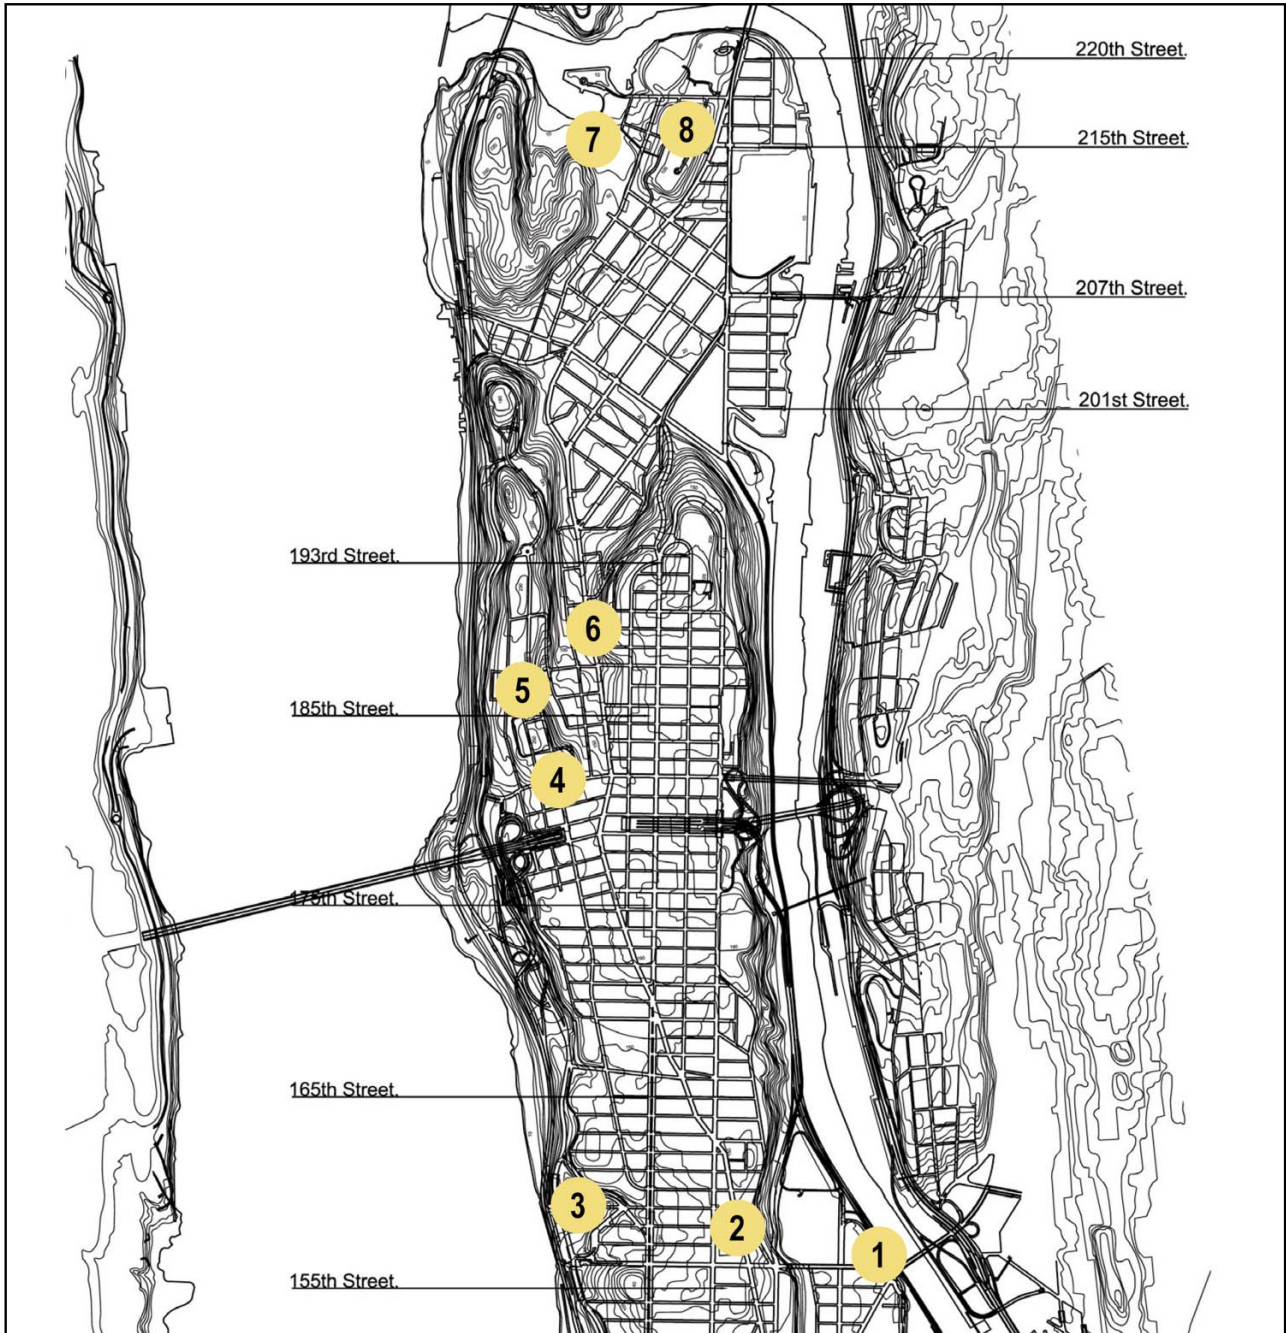 220th Street.
7
8
215th Street.
207th Street.
201st Street.
193rd Street.
6
5
185th Street.
4
175th Street.
165th Street.
3
2
1
155th Street.